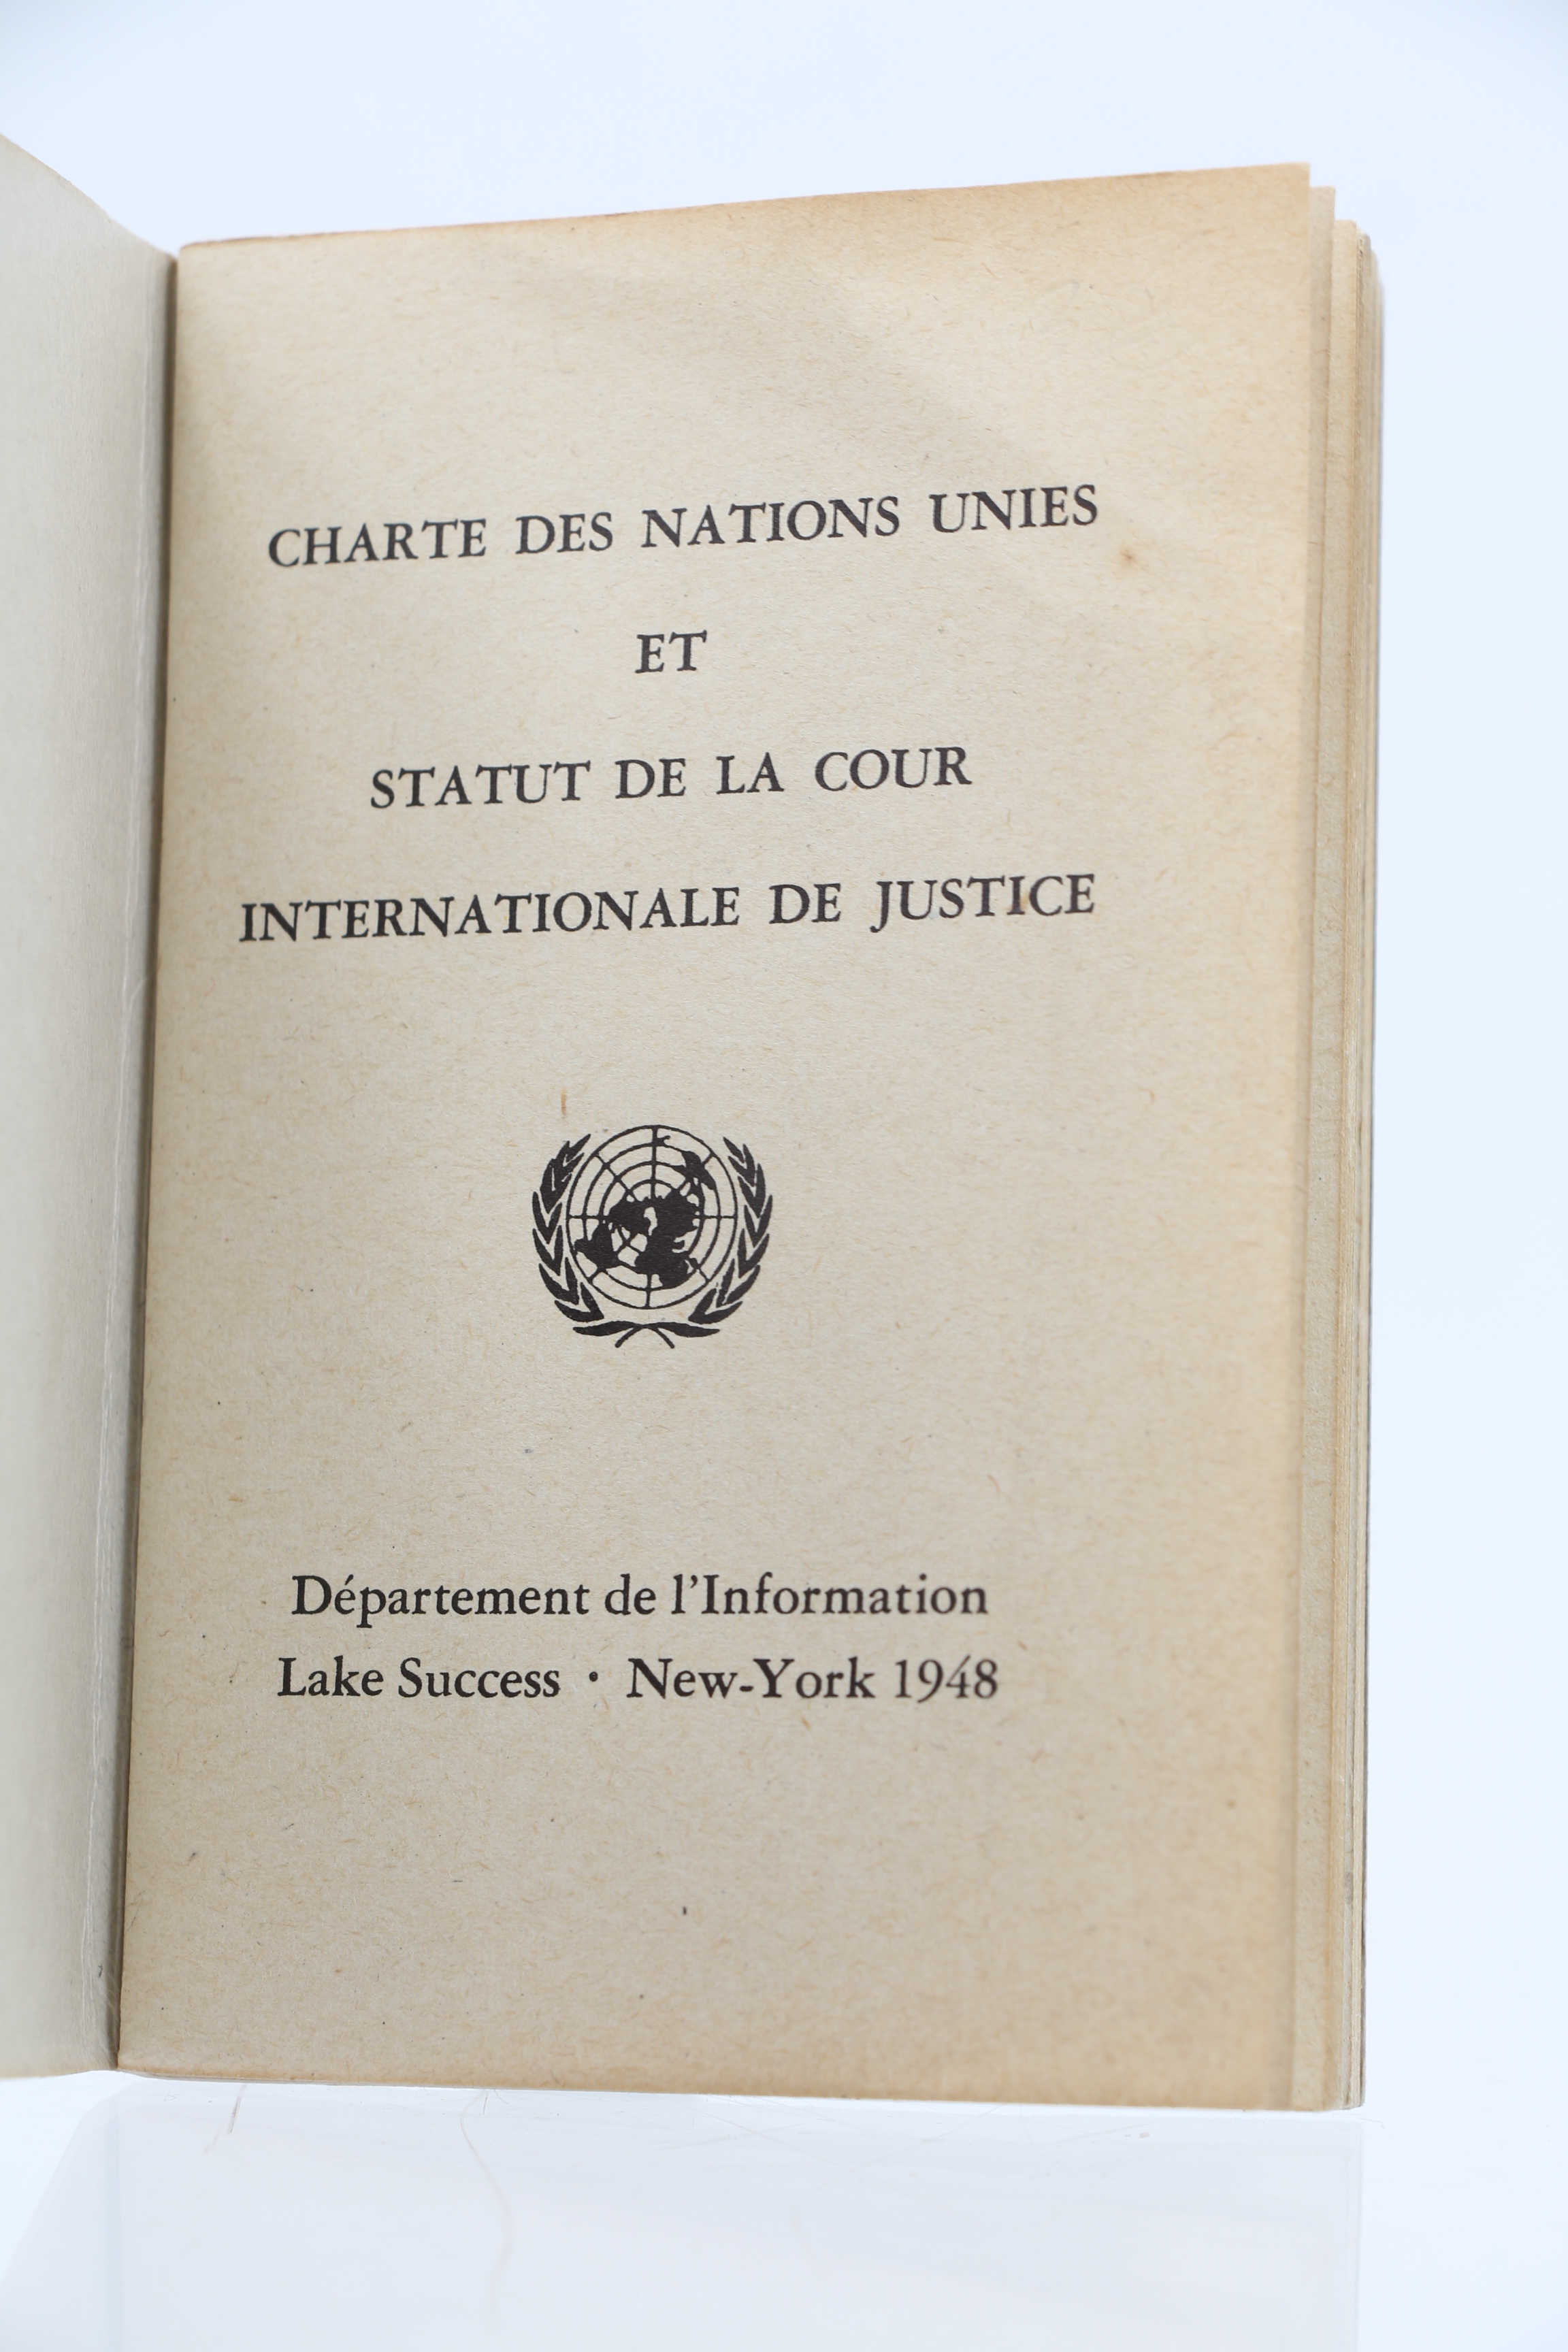 CHARTE DES NATIONS UNIES
ET
STATUT DE LA COUR
INTERNATIONALE DE JUSTICE
Département de l'Information
Lake Success · New-York 1948